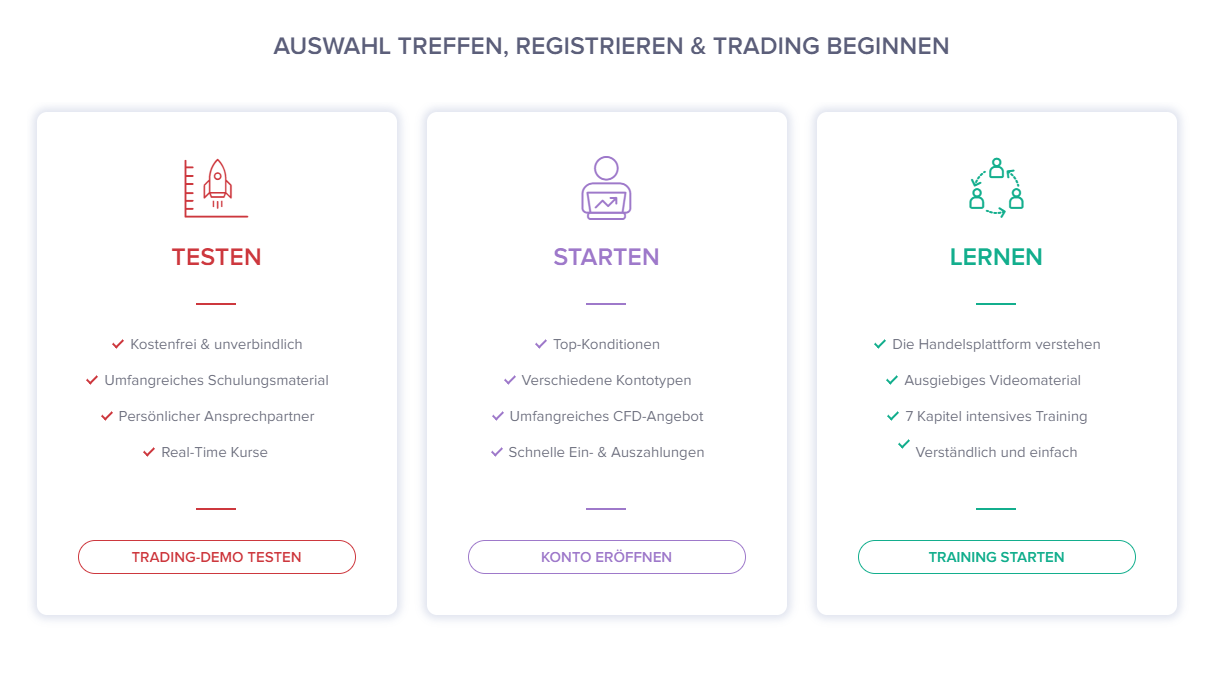 AUSWAHL TREFFEN, REGISTRIEREN & TRADING BEGINNEN
TESTEN
Kostenfrei & unverbindlich
Umfangreiches Schulungsmaterial
Persönlicher Ansprechpartner
Real-Time Kurse
TRADING-DEMO TESTEN
STARTEN
Top-Konditionen
Verschiedene Kontotypen
Umfangreiches CFD-Angebot
Schnelle Ein- & Auszahlungen
KONTO ERÖFFNEN
LERNEN
Die Handelsplattform verstehen
Ausgiebiges Videomaterial
7 Kapitel intensives Training
Verständlich und einfach
TRAINING STARTEN